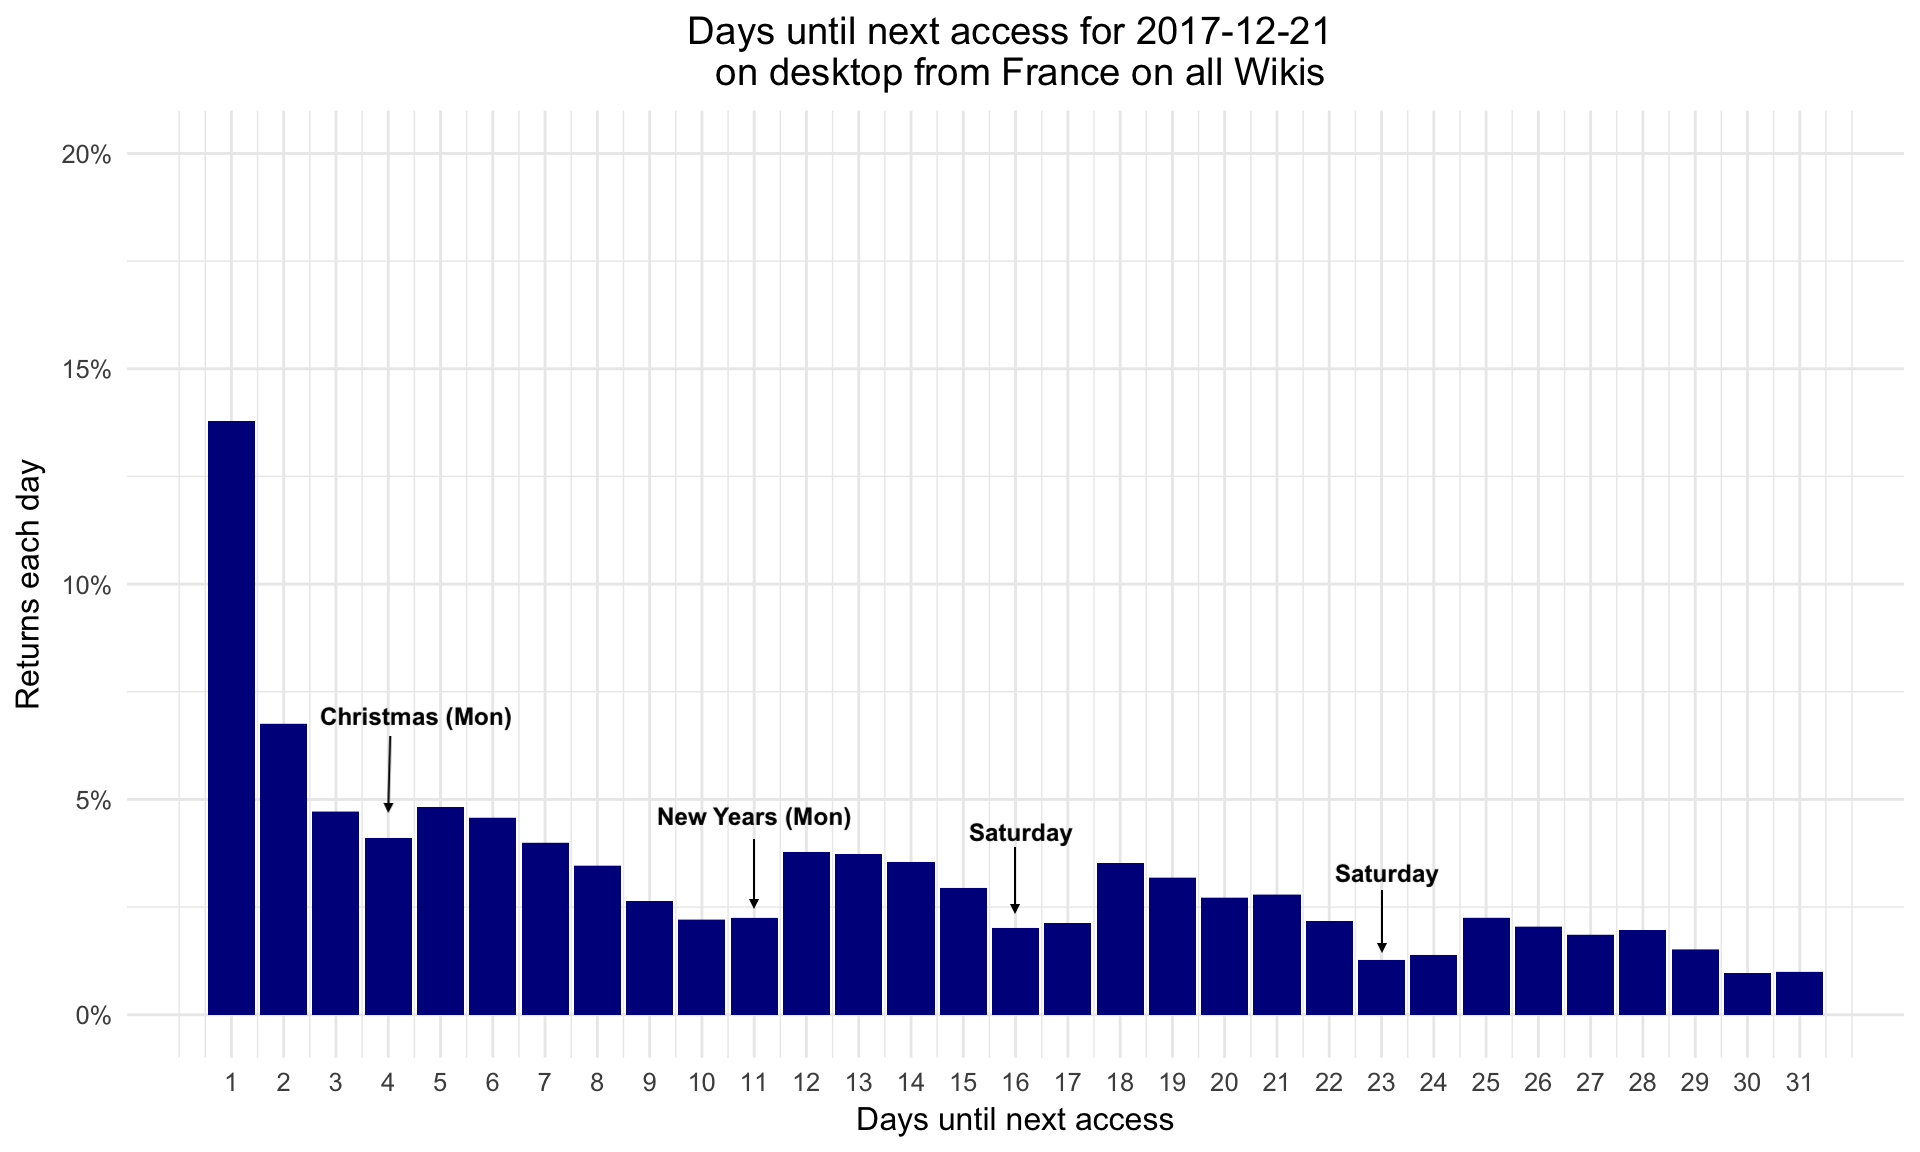 Days until next access for 2017-12-21
on desktop from France on all Wikis
Returns each day
20%
15%
10%
5%
0%
Christmas (Mon)
New Years (Mon)
Saturday
Saturday
1 2 3 4 5 6 7 8 9 10 11 12 13 14 15 16 17 18 19 20 21 22 23 24 25 26 27 28 29 30 31
Days until next access